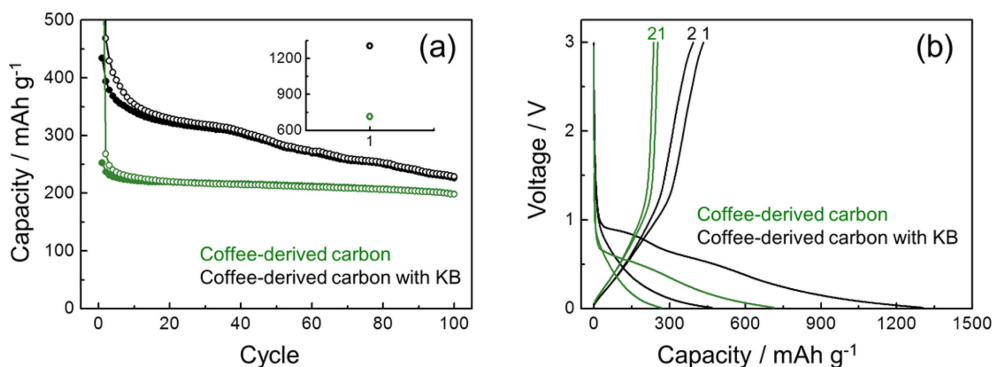 (a)
500
400
300
200
100
0
Capacity / mAh g-1
0
20
40
60
80
100
Cycle
1200
900
600
1
Coffee-derived carbon
Coffee-derived carbon with KB
(b)
21
2 1
3
2
1
0
Voltage / V
0
300
600
900
1200
1500
Capacity / mAh g-1
Coffee-derived carbon
Coffee-derived carbon with KB